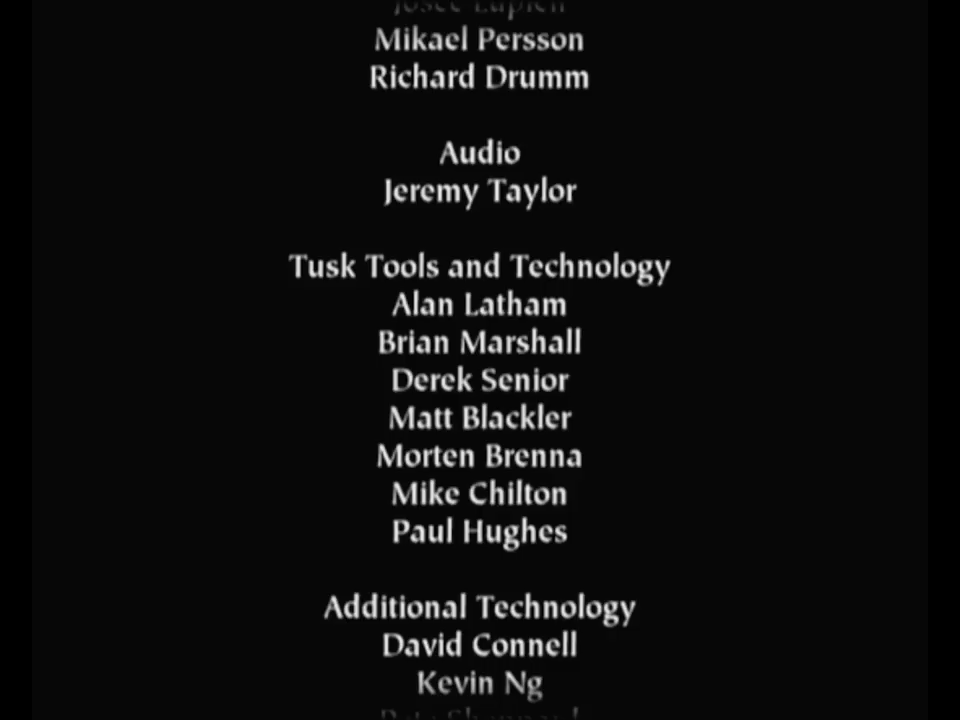 Mikael Persson
Richard Drumm
Audio
Jeremy Taylor
Tusk Tools and Technology
Alan Latham
Brian Marshall
Derek Senior
Matt Blackler
Morten Brenna
Mike Chilton
Paul Hughes
Additional Technology
David Connell
Kevin Ng